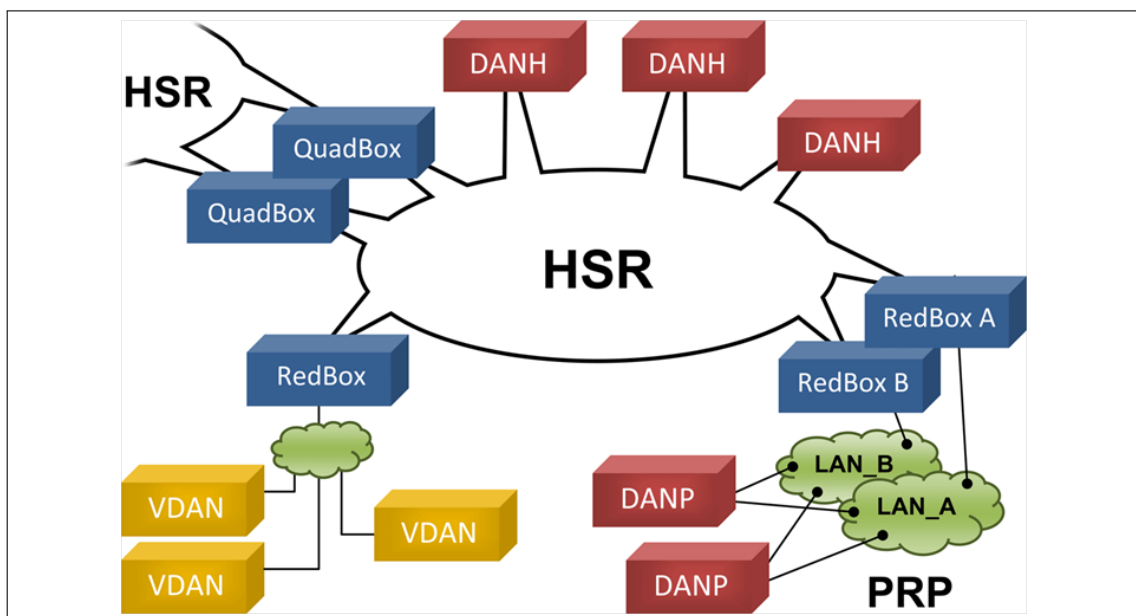 DANH
DANH
HSR
QuadBox
DANH
QuadBox
HSR
RedBox A
RedBox
RedBox B
LAN_B
VDAN
DANP
LAN_A
VDAN
VDAN
DANP
PRP